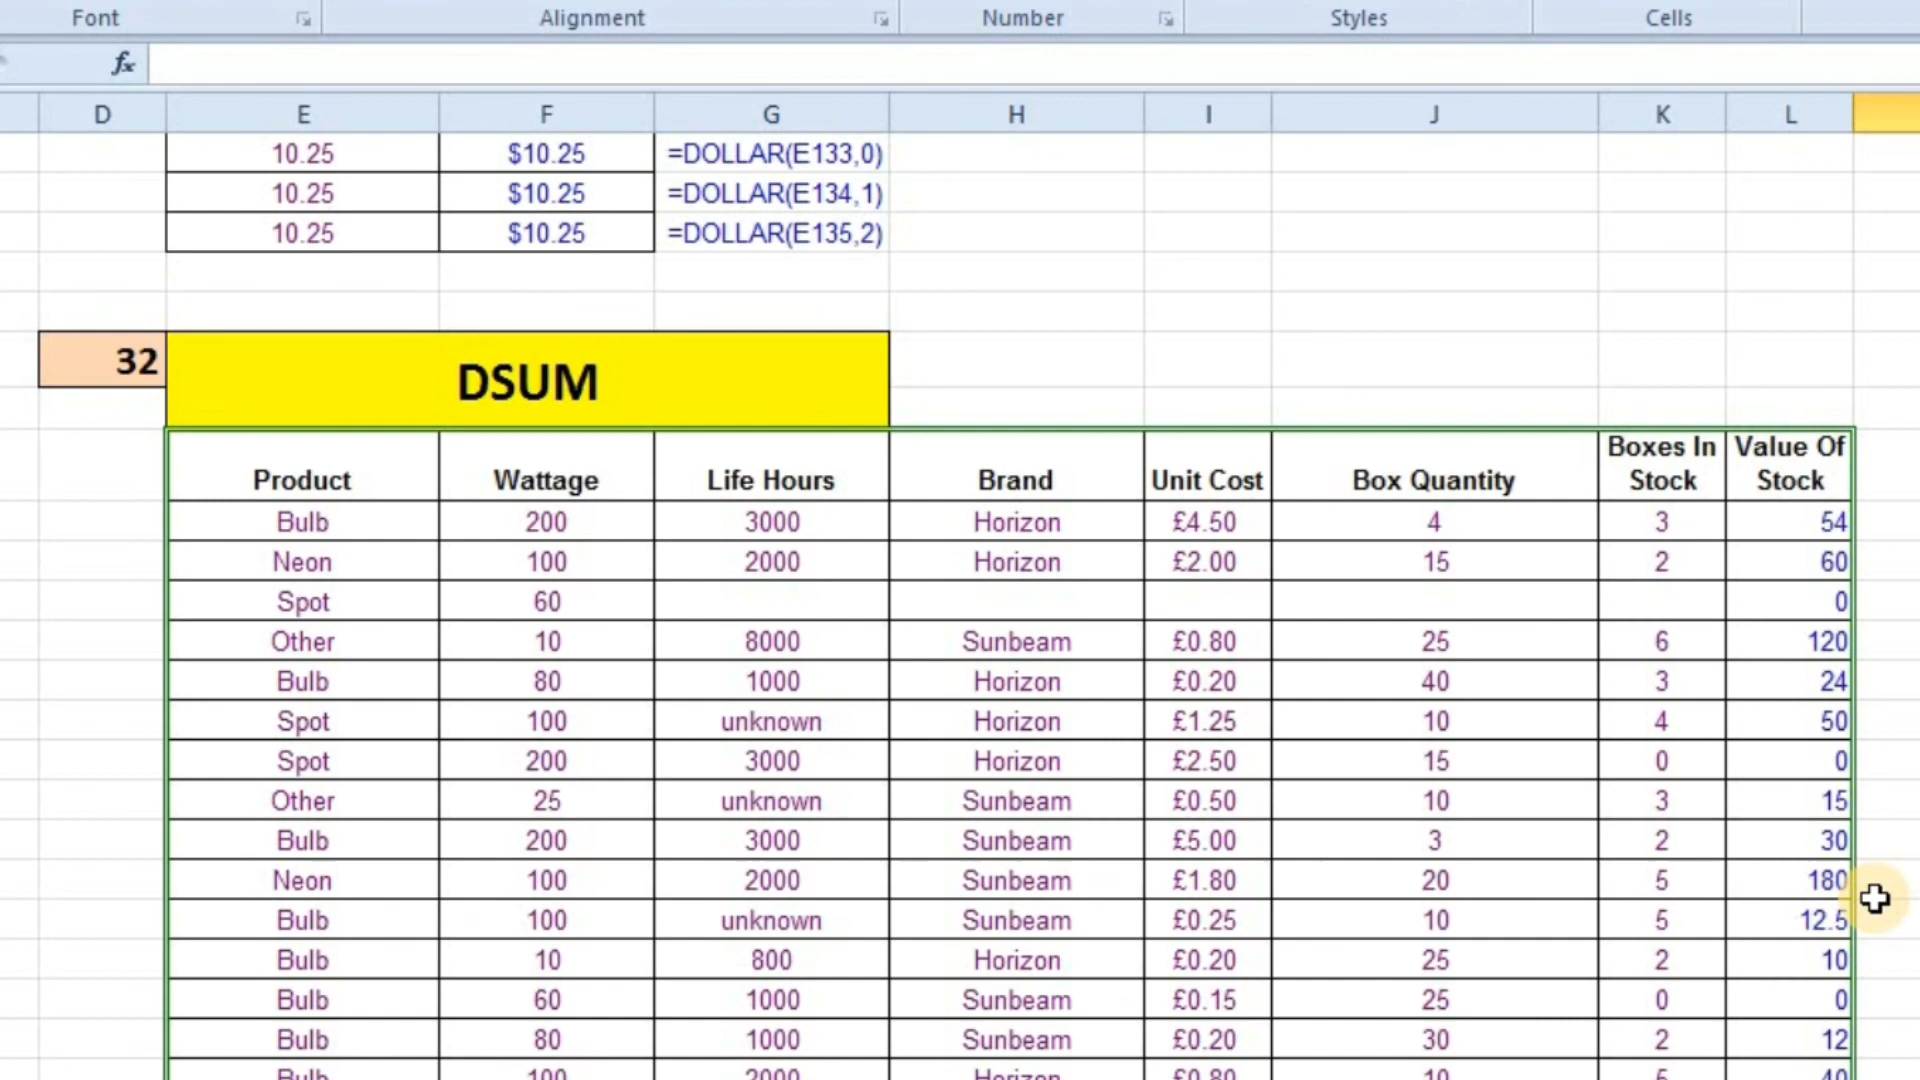 Font Alignment Number Styles Cells
fx
D E F G H I J K L
10.25 $10.25 =DOLLAR(E133,0)
10.25 $10.25 =DOLLAR(E134,1)
10.25 $10.25 =DOLLAR(E135,2)
32 DSUM
Product Wattage Life Hours Brand Unit Cost Box Quantity Boxes In Stock Value Of Stock
Bulb 200 3000 Horizon £4.50 4 3 54
Neon 100 2000 Horizon £2.00 15 2 60
Spot 60 0
Other 10 8000 Sunbeam £0.80 25 6 120
Bulb 80 1000 Horizon £0.20 40 3 24
Spot 100 unknown Horizon £1.25 10 4 50
Spot 200 3000 Horizon £2.50 15 0 0
Other 25 unknown Sunbeam £0.50 10 3 15
Bulb 200 3000 Sunbeam £5.00 3 2 30
Neon 100 2000 Sunbeam £1.80 20 5 180
Bulb 100 unknown Sunbeam £0.25 10 5 12.5
Bulb 10 800 Horizon £0.20 25 2 10
Bulb 60 1000 Sunbeam £0.15 25 0 0
Bulb 80 1000 Sunbeam £0.20 30 2 12
Bulb 100 2000 Horizon £0.80 10 5 40